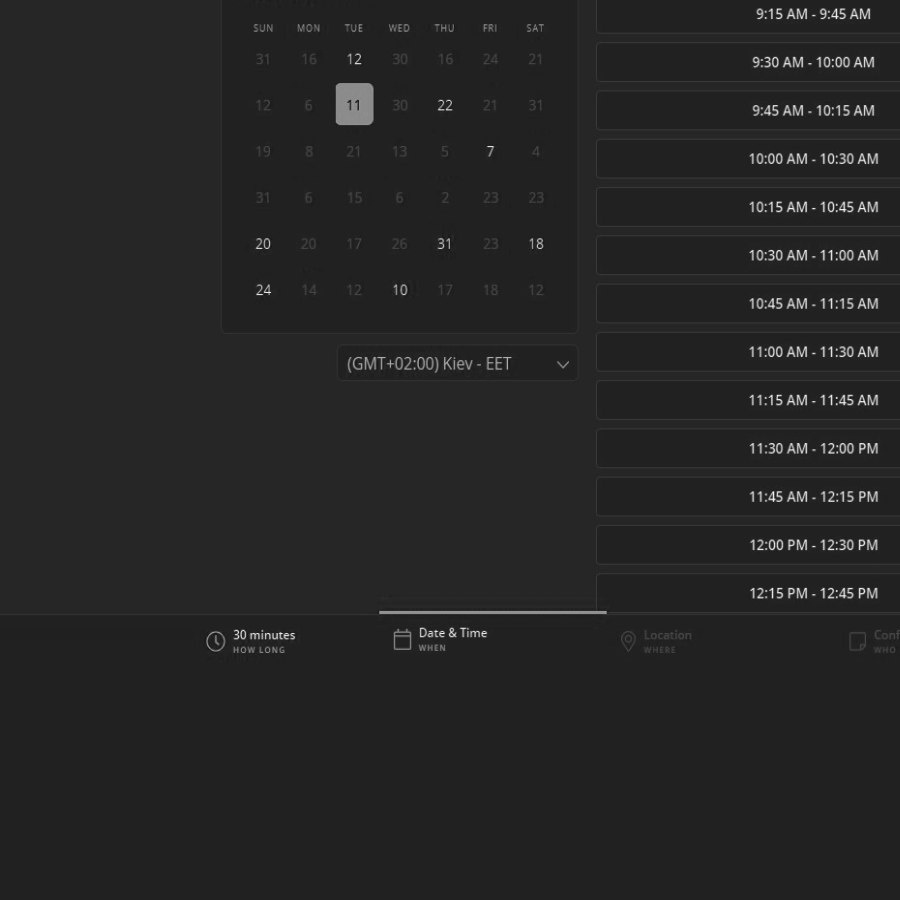 SUN MON TUE WED THU FRI SAT
31 16 12 30 16 24 21
12 6 11 30 22 21 31
19 8 21 13 5 7 4
31 6 15 6 2 23 23
20 20 17 26 31 23 18
24 14 12 10 17 18 12
(GMT+02:00) Kiev - EET
9:15 AM - 9:45 AM
9:30 AM - 10:00 AM
9:45 AM - 10:15 AM
10:00 AM - 10:30 AM
10:15 AM - 10:45 AM
10:30 AM - 11:00 AM
10:45 AM - 11:15 AM
11:00 AM - 11:30 AM
11:15 AM - 11:45 AM
11:30 AM - 12:00 PM
11:45 AM - 12:15 PM
12:00 PM - 12:30 PM
12:15 PM - 12:45 PM
30 minutes
HOW LONG
Date & Time
WHEN
Location
WHERE
Conf
WHO